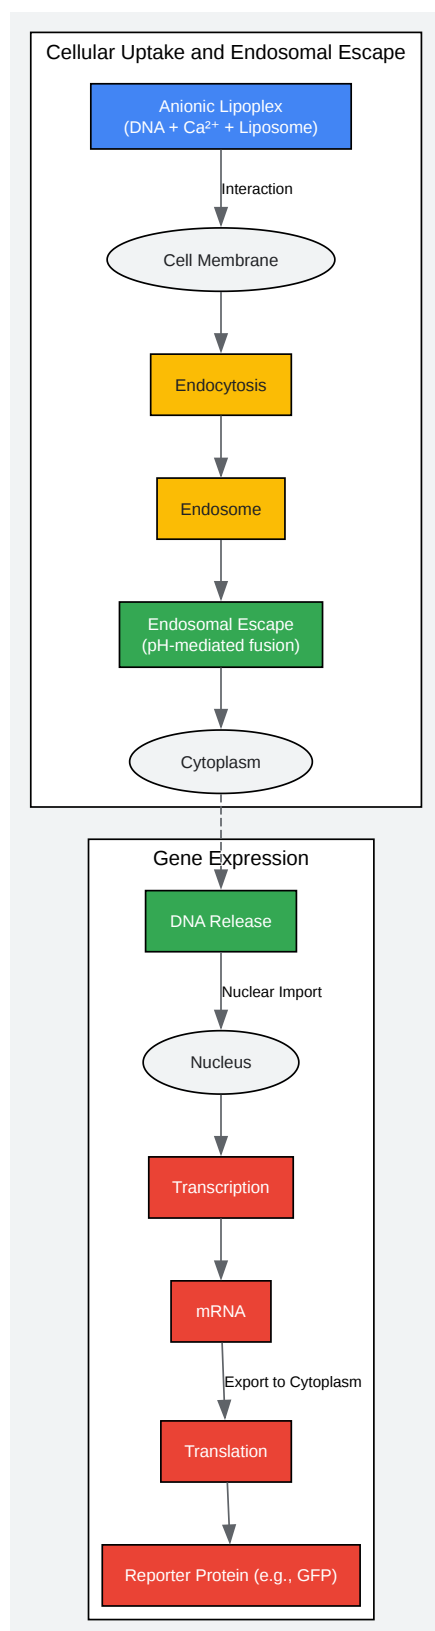 Cellular Uptake and Endosomal Escape
Anionic Lipoplex
(DNA + Ca²⁺ + Liposome)
Interaction
Cell Membrane
Endocytosis
Endosome
Endosomal Escape
(pH-mediated fusion)
Cytoplasm
Gene Expression
DNA Release
Nuclear Import
Nucleus
Transcription
mRNA
Export to Cytoplasm
Translation
Reporter Protein (e.g., GFP)